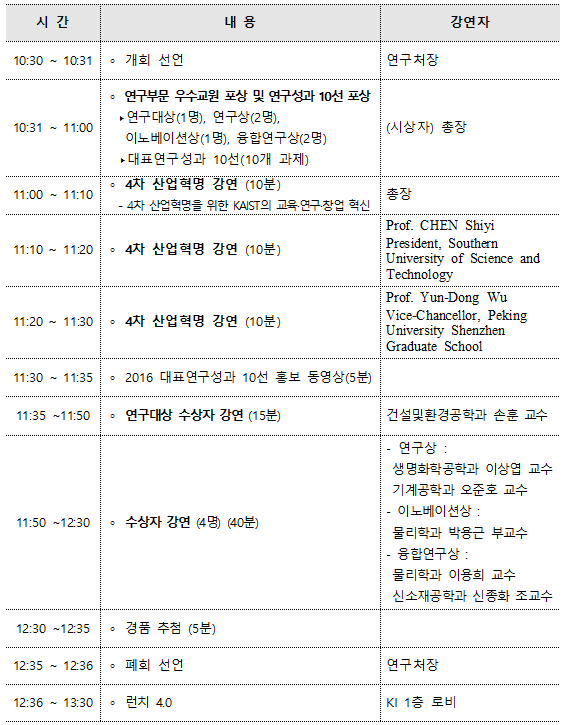 시 간 내 용 강연자
10:30 ~ 10:31 ◦ 개회 선언 연구처장
10:31 ~ 11:00 ◦ 연구부문 우수교원 포상 및 연구성과 10선 포상
▸연구대상(1명), 연구상(2명),
이노베이션상(1명), 융합연구상(2명)
▸대표연구성과 10선(10개 과제)
(시상자) 총장
11:00 ~ 11:10 ◦ 4차 산업혁명 강연 (10분)
- 4차 산업혁명을 위한 KAIST의 교육·연구·창업 혁신
총장
11:10 ~ 11:20 ◦ 4차 산업혁명 강연 (10분)
Prof. CHEN Shiyi
President, Southern
University of Science and
Technology
11:20 ~ 11:30 ◦ 4차 산업혁명 강연 (10분)
Prof. Yun-Dong Wu
Vice-Chancellor, Peking
University Shenzhen
Graduate School
11:30 ~ 11:35 ◦ 2016 대표연구성과 10선 홍보 동영상(5분)
11:35 ~11:50 ◦ 연구대상 수상자 강연 (15분) 건설및환경공학과 손훈 교수
11:50 ~12:30 ◦ 수상자 강연 (4명) (40분)
- 연구상 :
생명화학공학과 이상엽 교수
기계공학과 오준호 교수
- 이노베이션상 :
물리학과 박용근 부교수
- 융합연구상 :
물리학과 이용희 교수
신소재공학과 신종화 조교수
12:30 ~12:35 ◦ 경품 추첨 (5분)
12:35 ~ 12:36 ◦ 폐회 선언 연구처장
12:36 ~ 13:30 ◦ 런치 4.0 KI 1층 로비